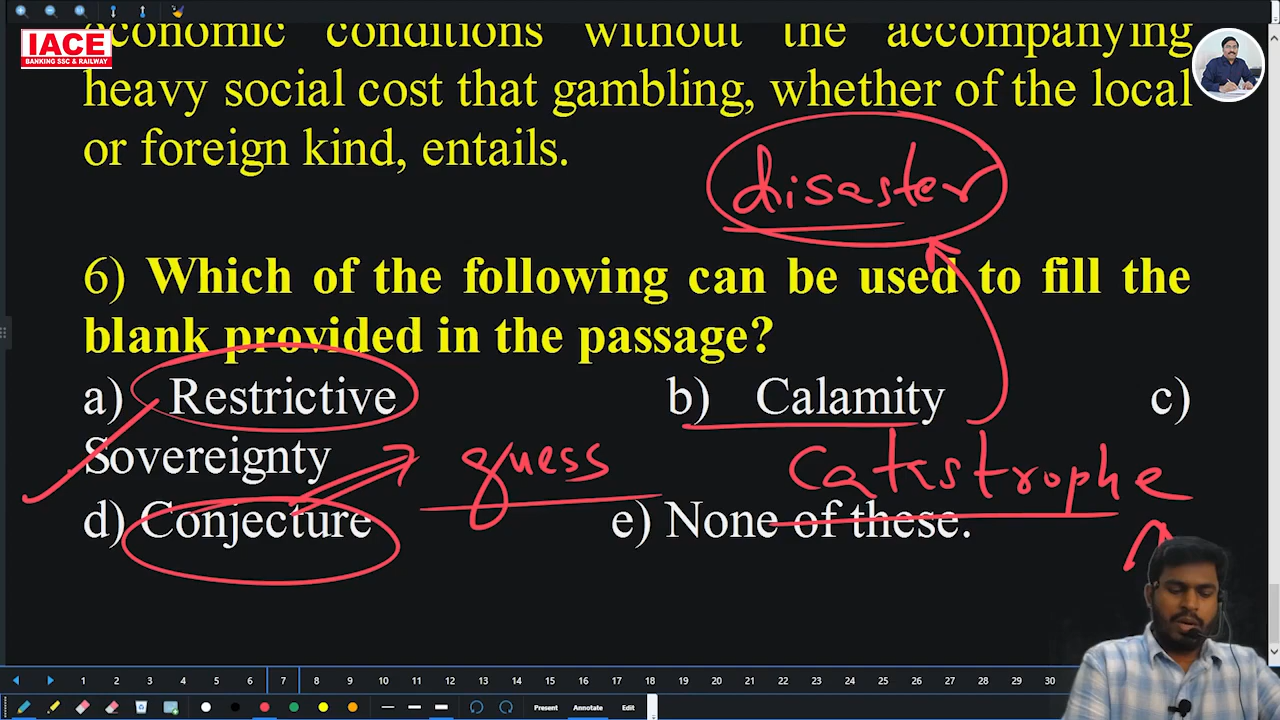 IACE
BANKING SSC & RAILWAY
economic conditions without the accompanying
heavy social cost that gambling, whether of the local
or foreign kind, entails.
disaster
6) Which of the following can be used to fill the
blank provided in the passage?
a) Restrictive b) Calamity c)
Sovereignty
guess
catastrophe
d) Conjecture e) None of these.
1 2 3 4 5 6 7 8 9 10 11 12 13 14 15 16 17 18 19 20 21 22 23 24 25 26 27 28 29 30
Present Annotate Edit